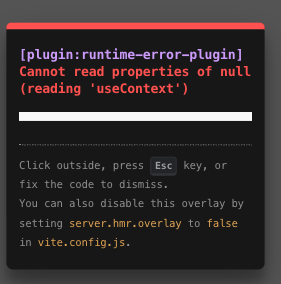 [plugin:runtime-error-plugin]
Cannot read properties of null
(reading 'useContext')
Click outside, press Esc key, or
fix the code to dismiss.
You can also disable this overlay by
setting server.hmr.overlay to false
in vite.config.js.